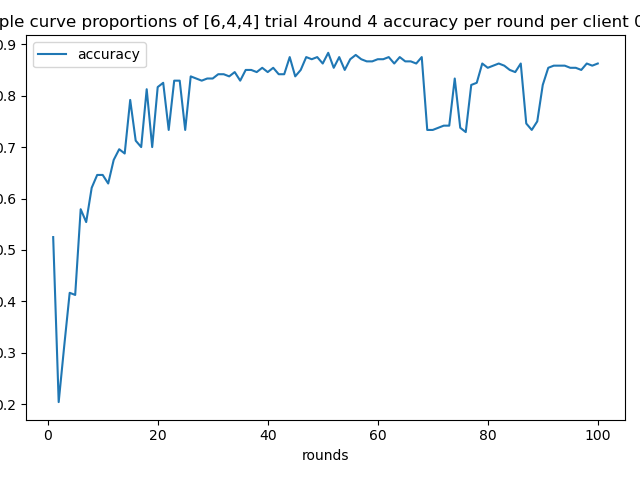 ple curve proportions of [6,4,4] trial 4round 4 accuracy per round per client 0
accuracy
0.9
0.8
0.7
0.6
0.5
0.4
0.3
0.2
0 20 40 60 80 100
rounds